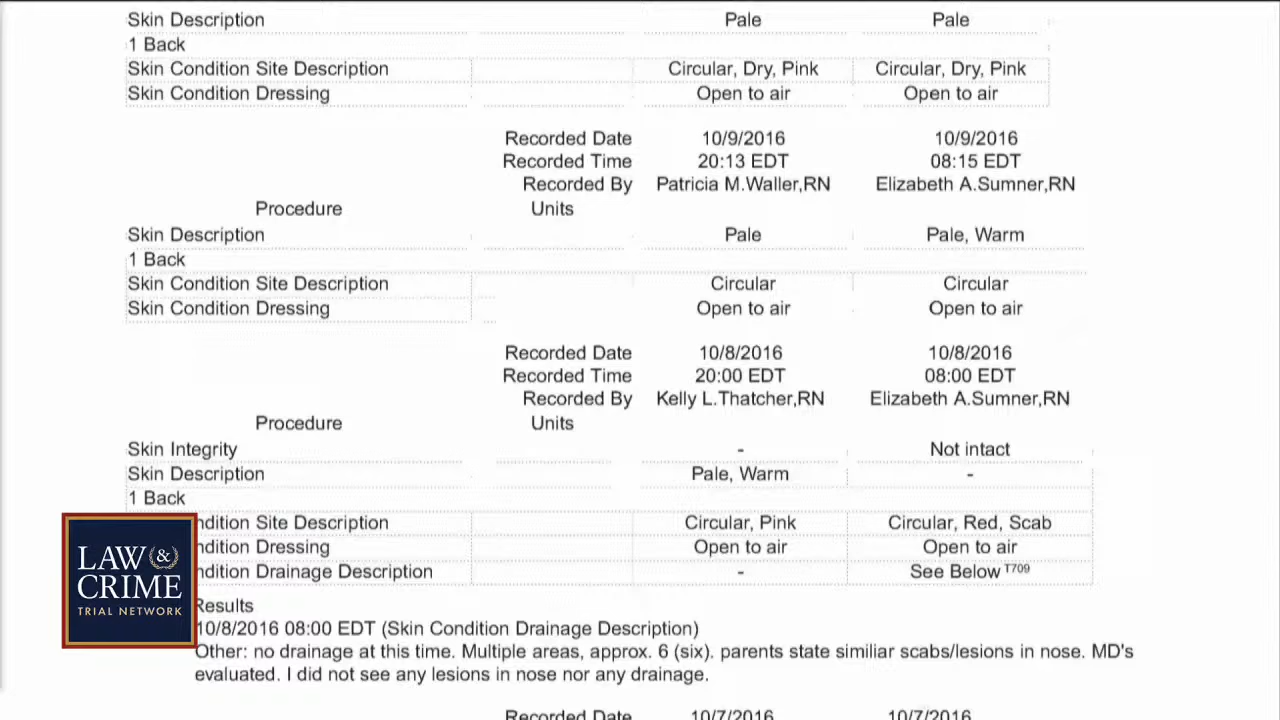 Skin Description Pale Pale
1 Back
Skin Condition Site Description Circular, Dry, Pink Circular, Dry, Pink
Skin Condition Dressing Open to air Open to air
Recorded Date 10/9/2016 10/9/2016
Recorded Time 20:13 EDT 08:15 EDT
Recorded By Patricia M.Waller,RN Elizabeth A.Sumner,RN
Procedure Units
Skin Description Pale Pale, Warm
1 Back
Skin Condition Site Description Circular Circular
Skin Condition Dressing Open to air Open to air
Recorded Date 10/8/2016 10/8/2016
Recorded Time 20:00 EDT 08:00 EDT
Recorded By Kelly L.Thatcher,RN Elizabeth A.Sumner,RN
Procedure Units
Skin Integrity - Not intact
Skin Description Pale, Warm -
1 Back
ndition Site Description Circular, Pink Circular, Red, Scab
ndition Dressing Open to air Open to air
ndition Drainage Description - See Below T709
LAW &
CRIME
TRIAL NETWORK
Results
10/8/2016 08:00 EDT (Skin Condition Drainage Description)
Other: no drainage at this time. Multiple areas, approx. 6 (six). parents state similiar scabs/lesions in nose. MD's
evaluated. I did not see any lesions in nose nor any drainage.
Recorded Date 10/7/2016 10/7/2016